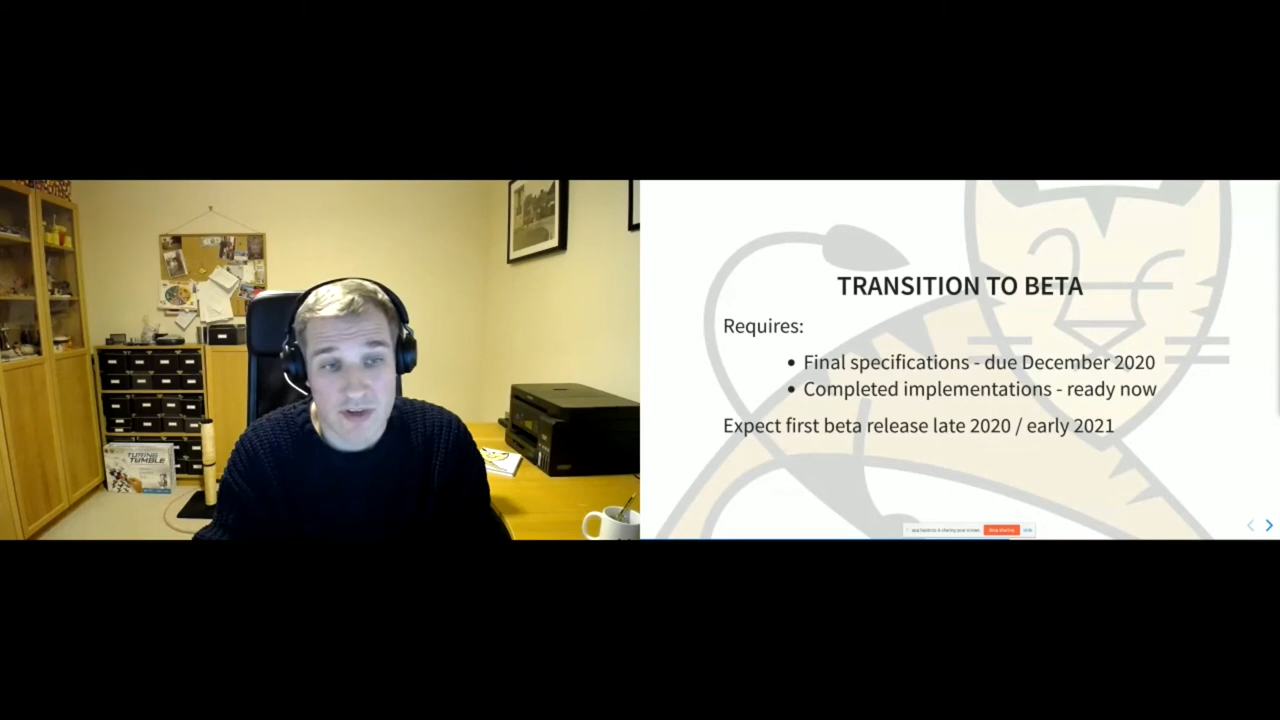 TURING
TUMBLE
TRANSITION TO BETA
Requires:
• Final specifications - due December 2020
• Completed implementations - ready now
Expect first beta release late 2020 / early 2021